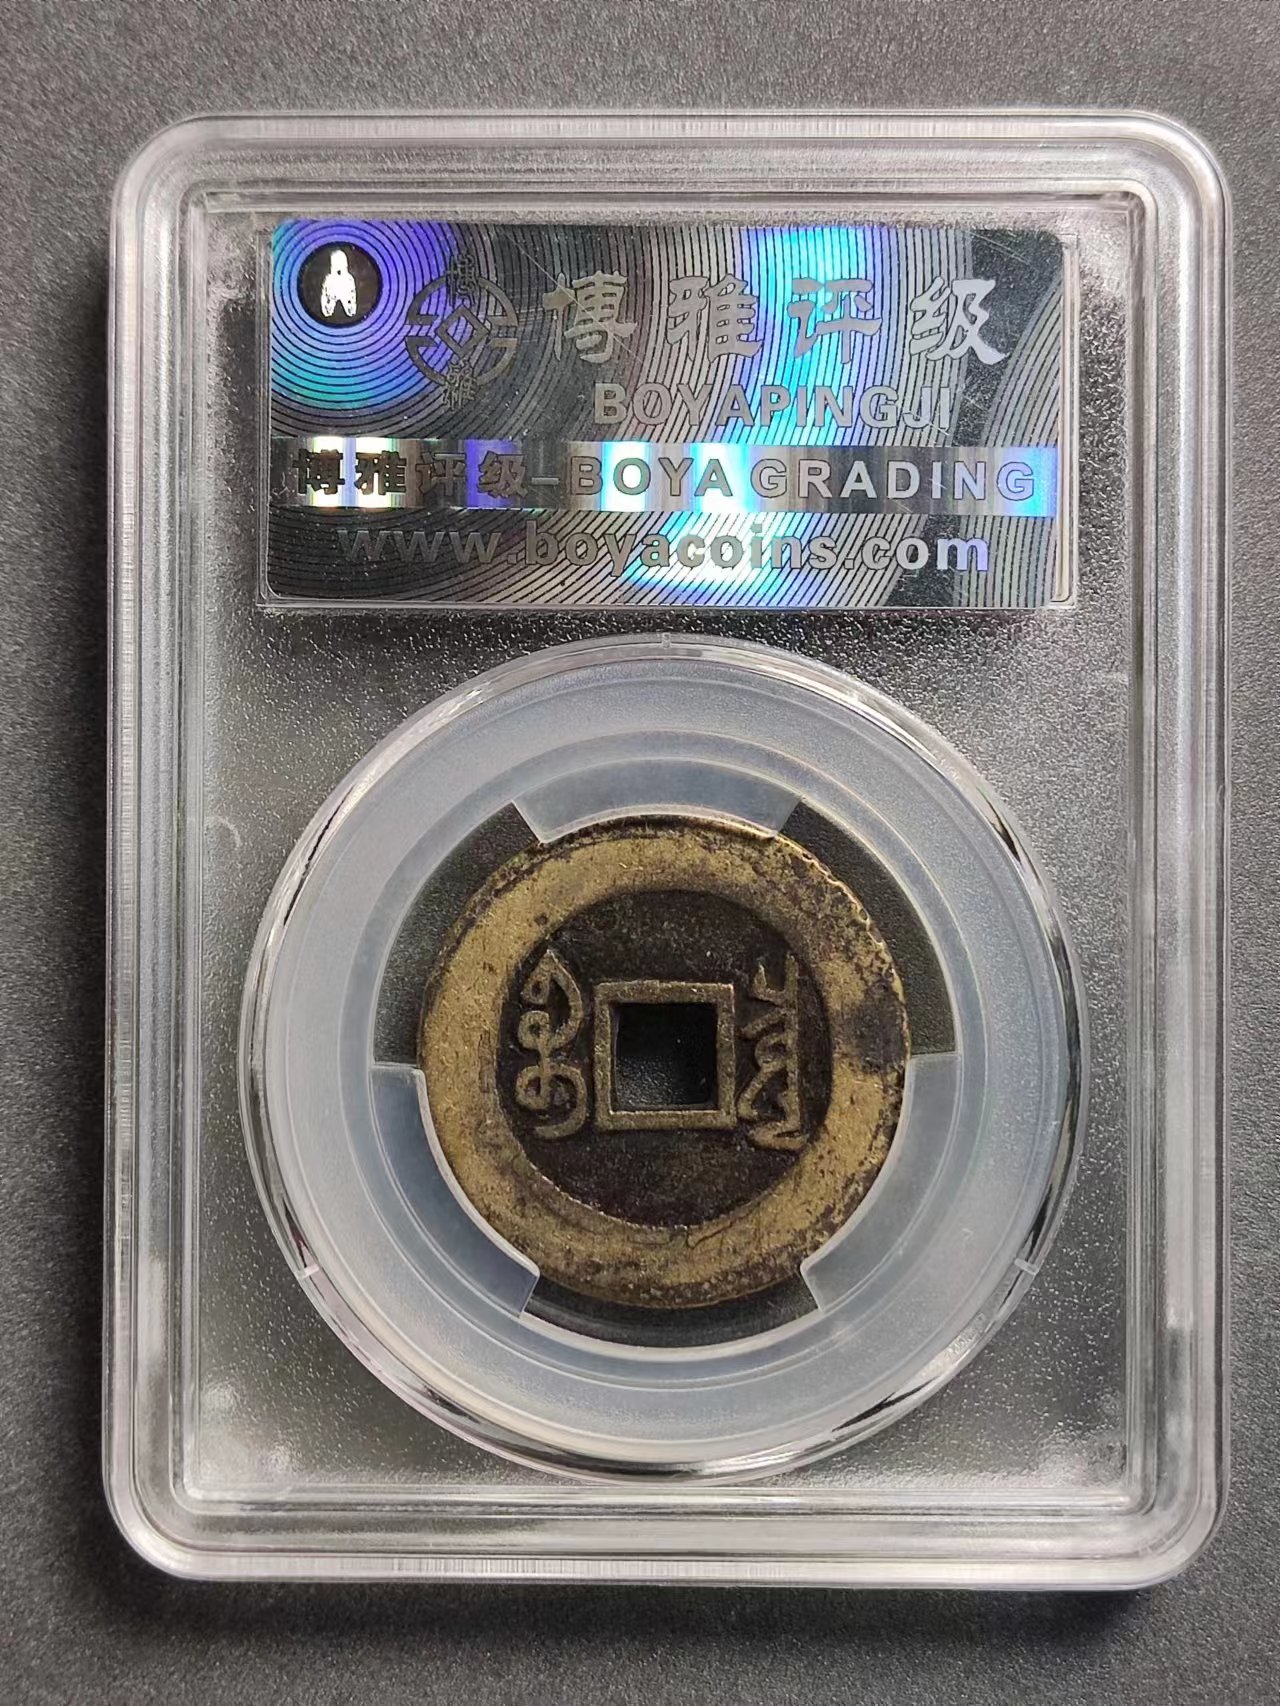 博雅评级
BOYAPINGJI
博雅评级-BOYA GRADING
www.boyacoins.com